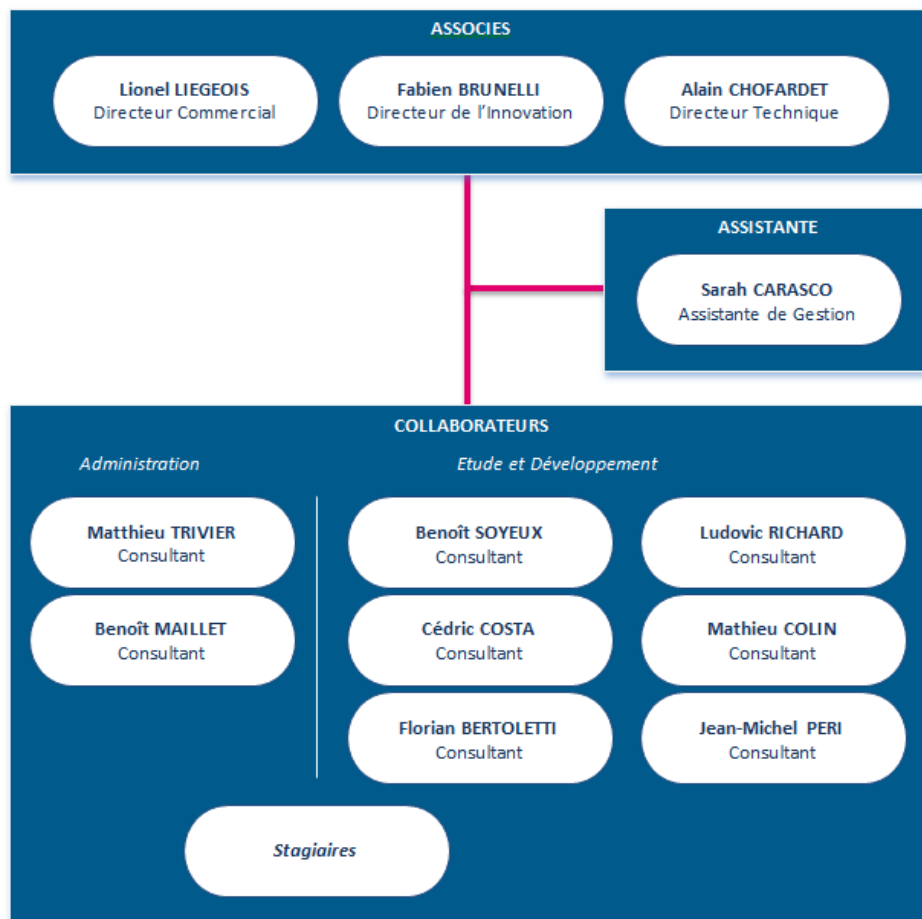 ASSOCIES
Lionel LIEGEOIS
Directeur Commercial
Fabien BRUNELLI
Directeur de l'Innovation
Alain CHOFARDET
Directeur Technique
ASSISTANTE
Sarah CARASCO
Assistante de Gestion
COLLABORATEURS
Administration
Matthieu TRIVIER
Consultant
Benoît MAILLET
Consultant
Etude et Développement
Benoît SOYEUX
Consultant
Ludovic RICHARD
Consultant
Cédric COSTA
Consultant
Mathieu COLIN
Consultant
Florian BERTOLETTI
Consultant
Jean-Michel PERI
Consultant
Stagiaires